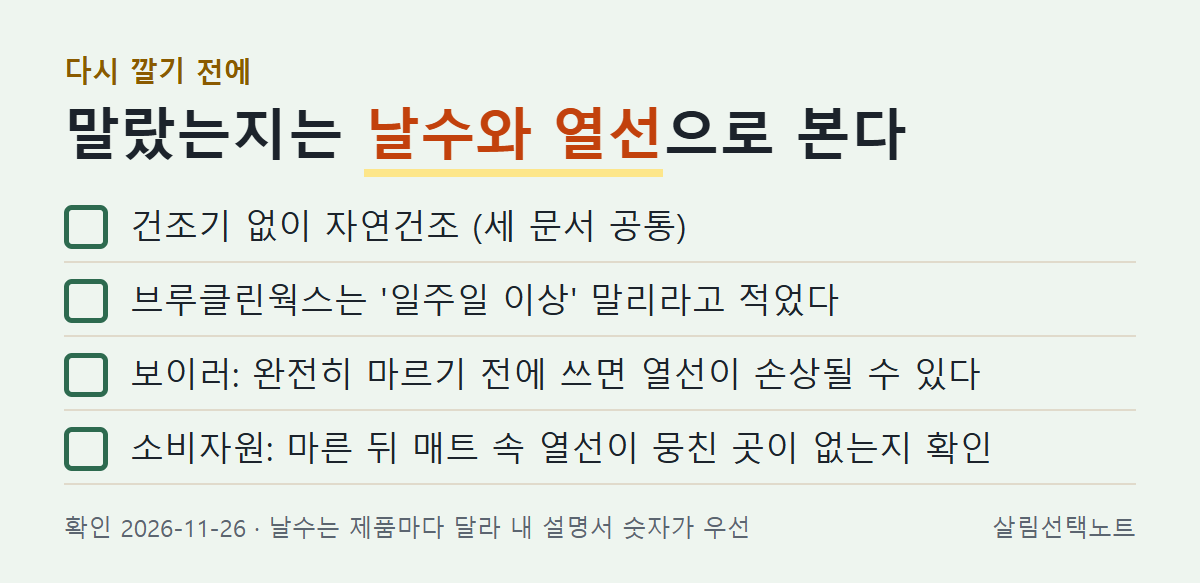 다시 깔기 전에
말랐는지는 날수와 열선으로 본다
건조기 없이 자연건조 (세 문서 공통)
브루클린웍스는 '일주일 이상' 말리라고 적었다
보이러: 완전히 마르기 전에 쓰면 열선이 손상될 수 있다
소비자원: 마른 뒤 매트 속 열선이 뭉친 곳이 없는지 확인
확인 2026-11-26 · 날수는 제품마다 달라 내 설명서 숫자가 우선
살림선택노트